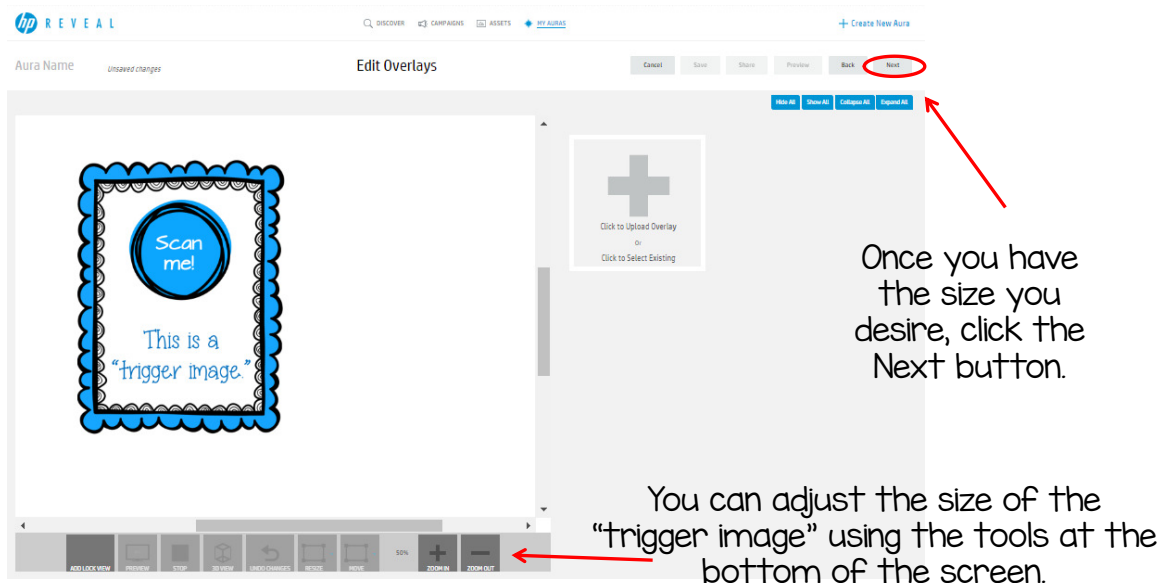 hp REVEAL
DISCOVER CAMPAIGNS ASSETS MY AURAS
+ Create New Aura
Aura Name Unsaved changes
Edit Overlays
Cancel Save Share Preview Back Next
Hide All Show All Collapse All Expand All
Scan
me!
This is a
“trigger image.”
Click to Upload Overlay
Or
Click to Select Existing
Once you have
the size you
desire, click the
Next button.
You can adjust the size of the
“trigger image” using the tools at the
bottom of the screen.
ADD LOCK VIEW PREVIEW STOP 3D VIEW UNDO CHANGES RESIZE MOVE 50% ZOOM IN ZOOM OUT